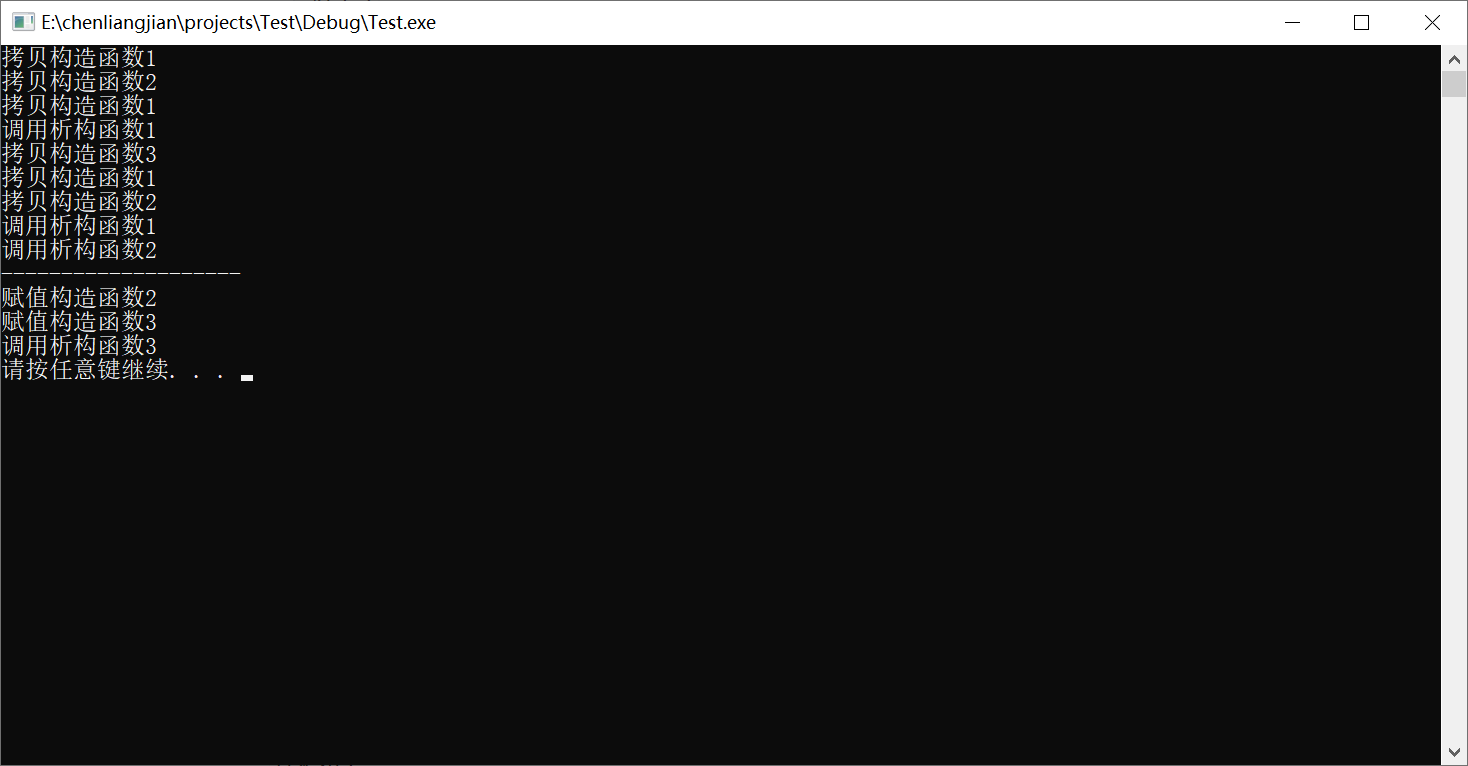 E:\chenliangjian\projects\Test\Debug\Test.exe
拷贝构造函数1
拷贝构造函数2
拷贝构造函数1
调用析构函数1
拷贝构造函数3
拷贝构造函数1
拷贝构造函数2
调用析构函数1
调用析构函数2
--------------------
赋值构造函数2
赋值构造函数3
调用析构函数3
请按任意键继续. . .